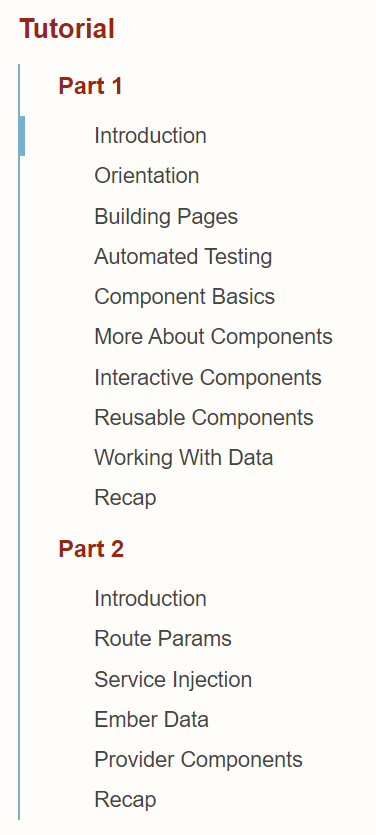 Tutorial
Part 1
Introduction
Orientation
Building Pages
Automated Testing
Component Basics
More About Components
Interactive Components
Reusable Components
Working With Data
Recap
Part 2
Introduction
Route Params
Service Injection
Ember Data
Provider Components
Recap